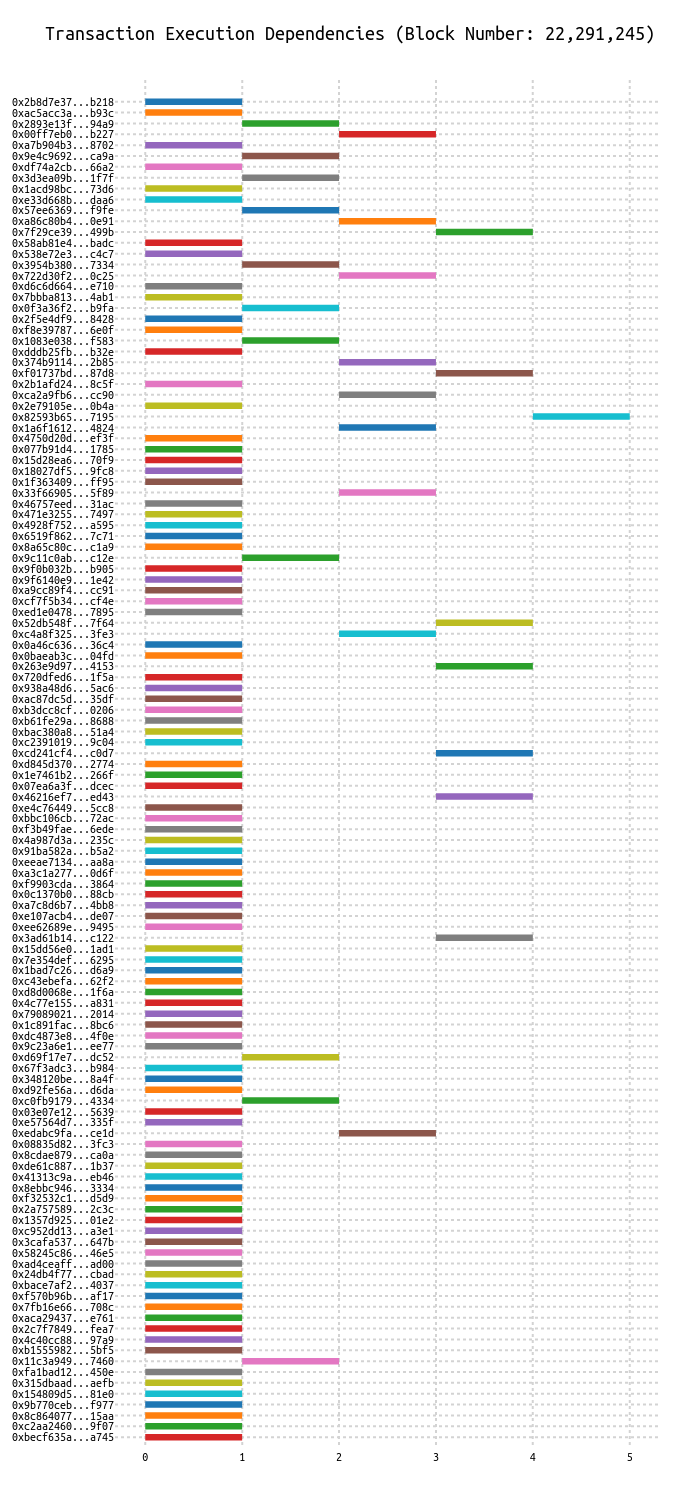 Transaction Execution Dependencies (Block Number: 22,291,245)
0x2b8d7e37...b218
0xac5acc3a...b93c
0x2893e13f...94a9
0x00ff7eb0...b227
0xa7b904b3...8702
0x9e4c9692...ca9a
0xdf74a2cb...66a2
0x3d3ea09b...1f7f
0x1acd98bc...73d6
0xe33d668b...daa6
0x57ee6369...f9fe
0xa86c80b4...0e91
0x7f29ce39...499b
0x58ab81e4...badc
0x538e72e3...c4c7
0x3954b380...7334
0x722d30f2...0c25
0xd6c6d664...e710
0x7bbba813...4ab1
0x0f3a36f2...b9fa
0x2f5e4df9...8428
0xf8e39787...6e0f
0x1083e038...f583
0xdddb25fb...b32e
0x374b9114...2b85
0xf01737bd...87d8
0x2b1afd24...8c5f
0xca2a9fb6...cc90
0x2e79105e...0b4a
0x82593b65...7195
0x1a6f1612...4824
0x4750d20d...ef3f
0x077b91d4...1785
0x15d28ea6...70f9
0x18027df5...9fc8
0x1f363409...ff95
0x33f66905...5f89
0x46757eed...31ac
0x471e3255...7497
0x4928f752...a595
0x6519f862...7c71
0x8a65c80c...c1a9
0x9c11c0ab...c12e
0x9f0b032b...b905
0x9f6140e9...1e42
0xa9cc89f4...cc91
0xcf7f5b34...cf4e
0xed1e0478...7895
0x52db548f...7f64
0xc4a8f325...3fe3
0x0a46c636...36c4
0x0baeab3c...04fd
0x263e9d97...4153
0x720dfed6...1f5a
0x938a48d6...5ac6
0xac87dc5d...35df
0xb3dcc8cf...0206
0xb61fe29a...8688
0xbac380a8...51a4
0xc2391019...9c04
0xcd241cf4...c0d7
0xd845d370...2774
0x1e7461b2...266f
0x07ea6a3f...dcec
0x46216ef7...ed43
0xe4c76449...5cc8
0xbbc106cb...72ac
0xf3b49fae...6ede
0x4a987d3a...235c
0x91ba582a...b5a2
0xeeae7134...aa8a
0xa3c1a277...0d6f
0xf9903cda...3864
0x0c1370b0...88cb
0xa7c8d6b7...4bb8
0xe107acb4...de07
0xee62689e...9495
0x3ad61b14...c122
0x15dd56e0...1ad1
0x7e354def...6295
0x1bad7c26...d6a9
0xc43ebefa...62f2
0xd8d0068e...1f6a
0x4c77e155...a831
0x79089021...2014
0x1c891fac...8bc6
0xdc4873e8...4f0e
0x9c23a6e1...ee77
0xd69f17e7...dc52
0x67f3adc3...b984
0x348120be...8a4f
0xd92fe56a...d6da
0xc0fb9179...4334
0x03e07e12...5639
0xe57564d7...335f
0xedabc9fa...ce1d
0x08835d82...3fc3
0x8cdae879...ca0a
0xde61c887...1b37
0x41313c9a...eb46
0x8ebbc946...3334
0xf32532c1...d5d9
0x2a757589...2c3c
0x1357d925...01e2
0xc952dd13...a3e1
0x3cafa537...647b
0x58245c86...46e5
0xad4ceaff...ad00
0x24db4f77...cbad
0xbace7af2...4037
0xf570b96b...af17
0x7fb16e66...708c
0xaca29437...e761
0x2c7f7849...fea7
0x4c40cc88...97a9
0xb1555982...5bf5
0x11c3a949...7460
0xfa1bad12...450e
0x315dbaad...aefb
0x154809d5...81e0
0x9b770ceb...f977
0x8c864077...15aa
0xc2aa2460...9f07
0xbecf635a...a745
0 1 2 3 4 5